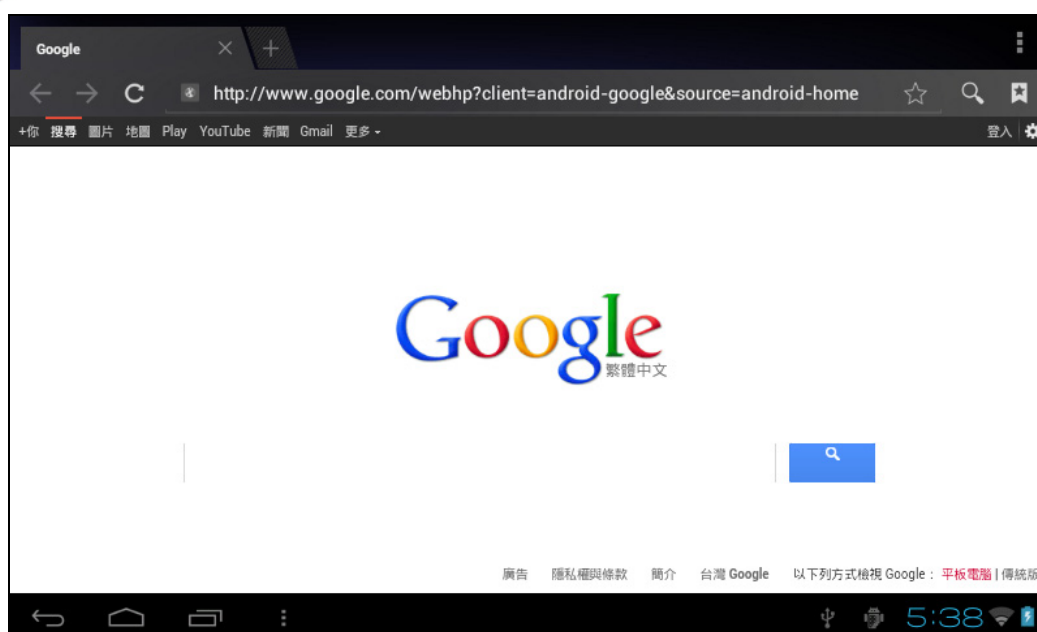 Google
http://www.google.com/webhp?client=android-google&source=android-home
+你 搜尋 圖片 地圖 Play YouTube 新聞 Gmail 更多 登入
Google
繁體中文
廣告 隱私權與條款 簡介 台灣 Google 以下列方式檢視 Google： 平板電腦 | 傳統版
5:38